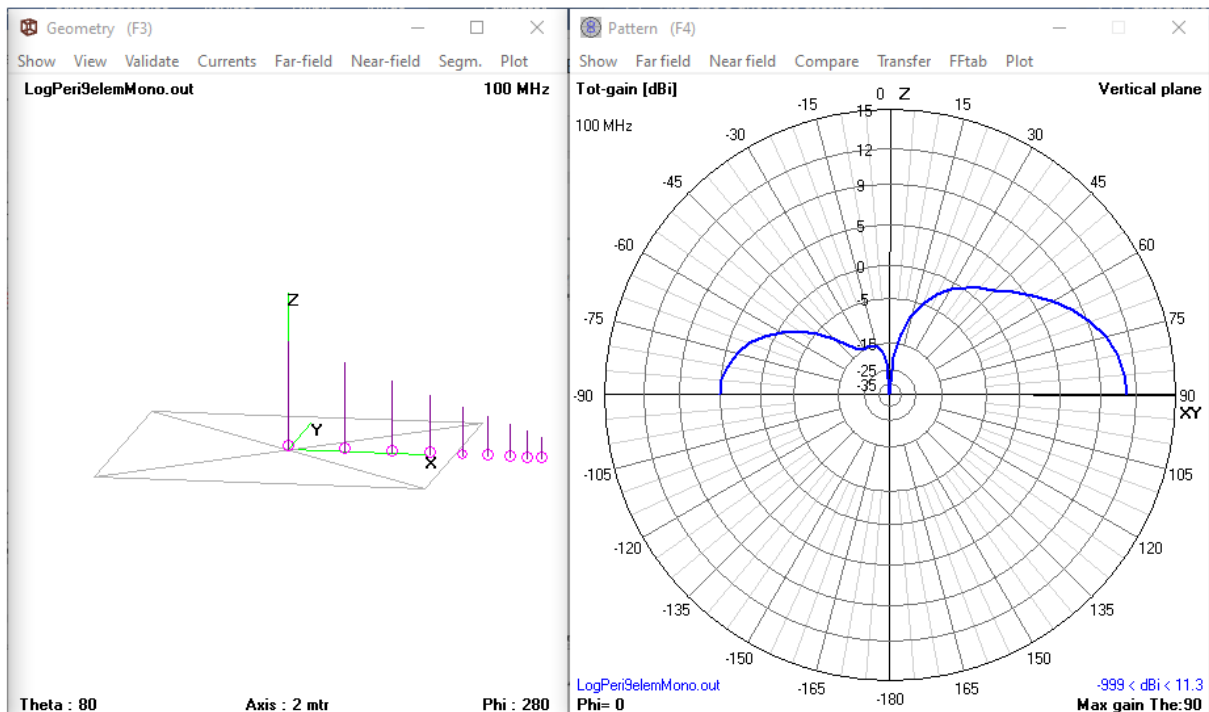 Geometry (F3)
Show View Validate Currents Far-field Near-field Segm. Plot
LogPeri9elemMono.out 100 MHz
Z
Y
X
Theta : 80 Axis : 2 mtr Phi : 280
Pattern (F4)
Show Far field Near field Compare Transfer FFtab Plot
Tot-gain [dBi] Vertical plane
100 MHz
0 Z
-15 15
-30 30
-45 45
-60 60
-75 75
-90 90
XY
-105 105
-120 120
-135 135
-150 150
-165 165
-180
15
12
9
5
0
-5
-15
-25
-35
LogPeri9elemMono.out -999 < dBi < 11.3
Phi= 0 Max gain The:90